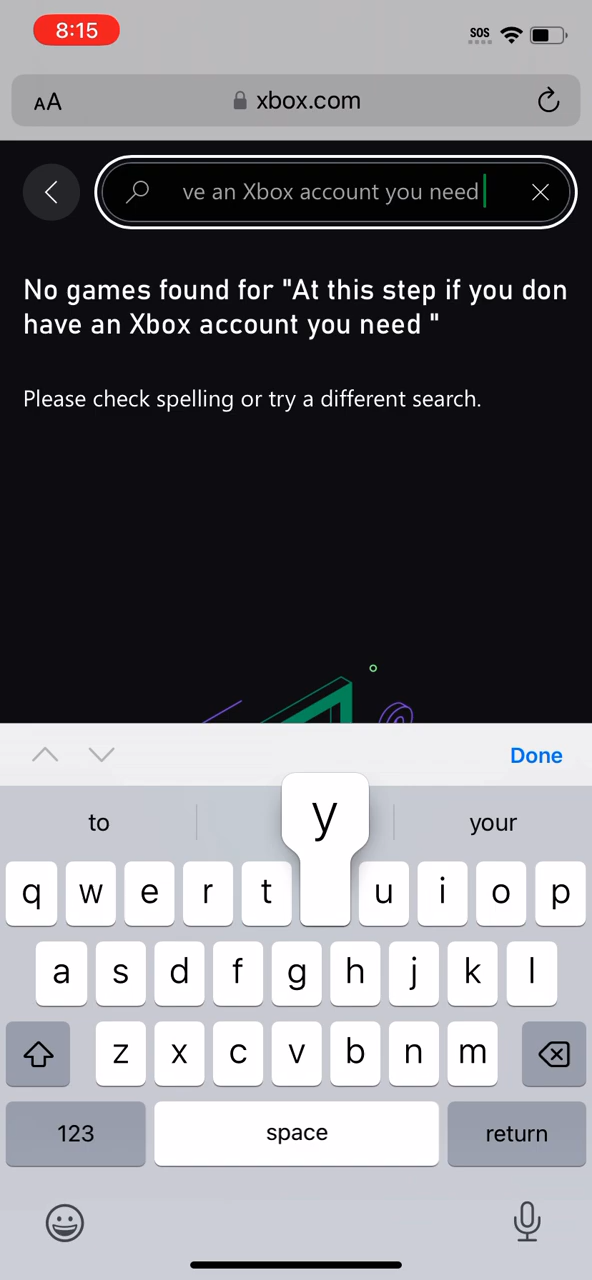 8:15
SOS
AA
xbox.com
ve an Xbox account you need
No games found for "At this step if you don
have an Xbox account you need "
Please check spelling or try a different search.
Done
to
your
y
q w e r t u i o p
a s d f g h j k l
z x c v b n m
123
space
return